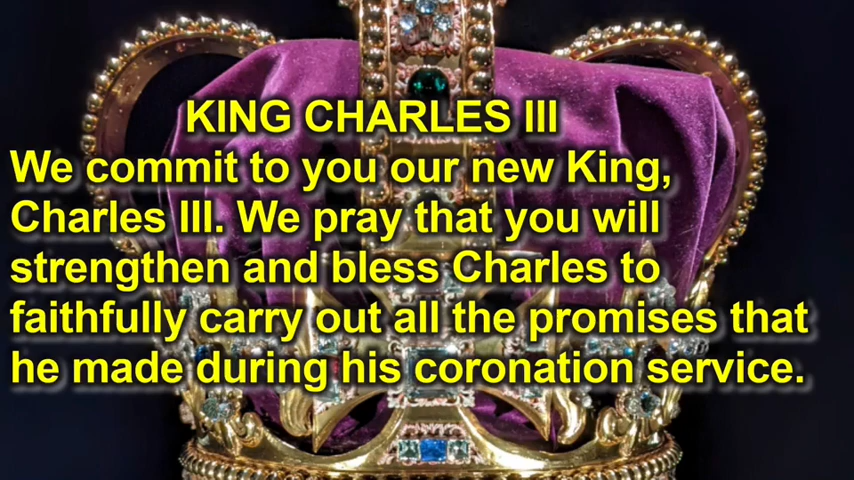 KING CHARLES III
We commit to you our new King,
Charles III. We pray that you will
strengthen and bless Charles to
faithfully carry out all the promises that
he made during his coronation service.